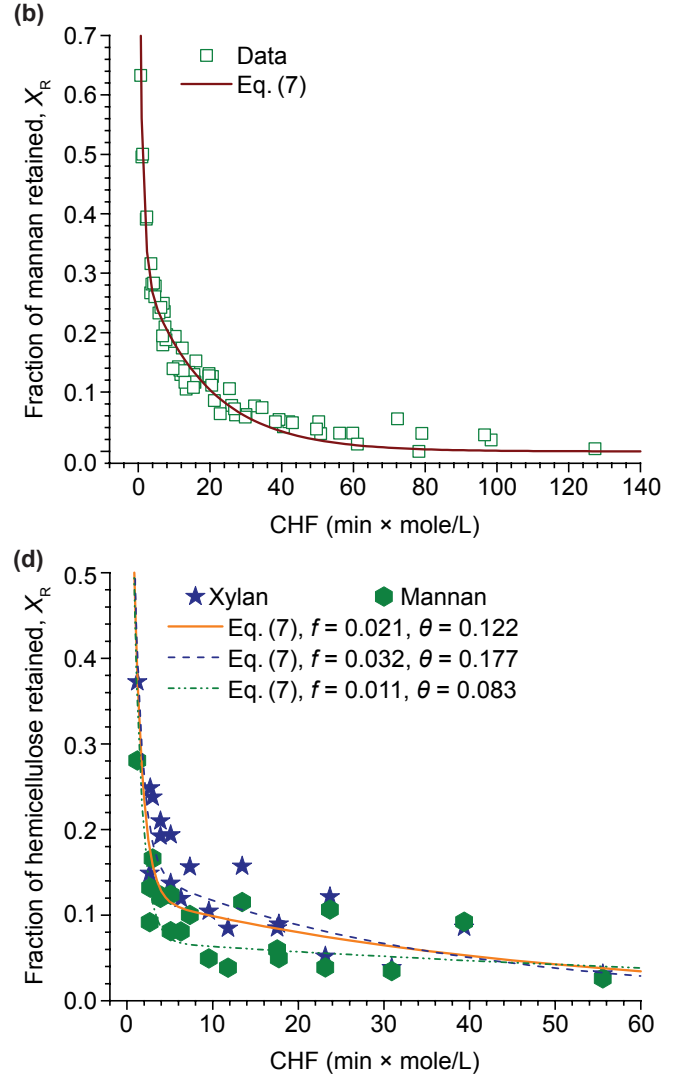 (b)
0.7
0.6
0.5
0.4
0.3
0.2
0.1
0.0
Fraction of mannan retained, X_R
Data
Eq. (7)
0 20 40 60 80 100 120 140
CHF (min × mole/L)
(d)
0.5
0.4
0.3
0.2
0.1
0.0
Fraction of hemicellulose retained, X_R
Xylan Mannan
Eq. (7), f = 0.021, θ = 0.122
Eq. (7), f = 0.032, θ = 0.177
Eq. (7), f = 0.011, θ = 0.083
0 10 20 30 40 50 60
CHF (min × mole/L)